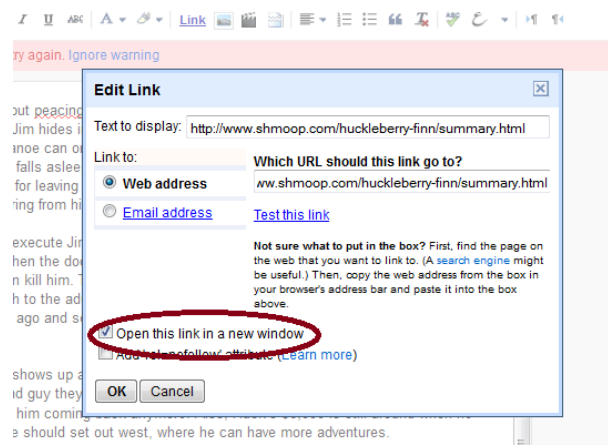 I U ABC A Link
ry again. Ignore warning
Edit Link
out peacing
Text to display: http://www.shmoop.com/huckleberry-finn/summary.html
Jim hides i
anoe can o
Link to:
Which URL should this link go to?
falls aslee
Web address
ww.shmoop.com/huckleberry-finn/summary.html
for leaving
ring from hi
Email address
Test this link
execute Jir
Not sure what to put in the box? First, find the page on
hen the do
the web that you want to link to. (A search engine might
n kill him. T
be useful.) Then, copy the web address from the box in
h to the ad
your browser's address bar and paste it into the box
above.
ago and s
Open this link in a new window
Add 'rel=nofollow' attribute (Learn more)
shows up a
nd guy they
OK Cancel
him coming
e should set out west, where he can have more adventures.